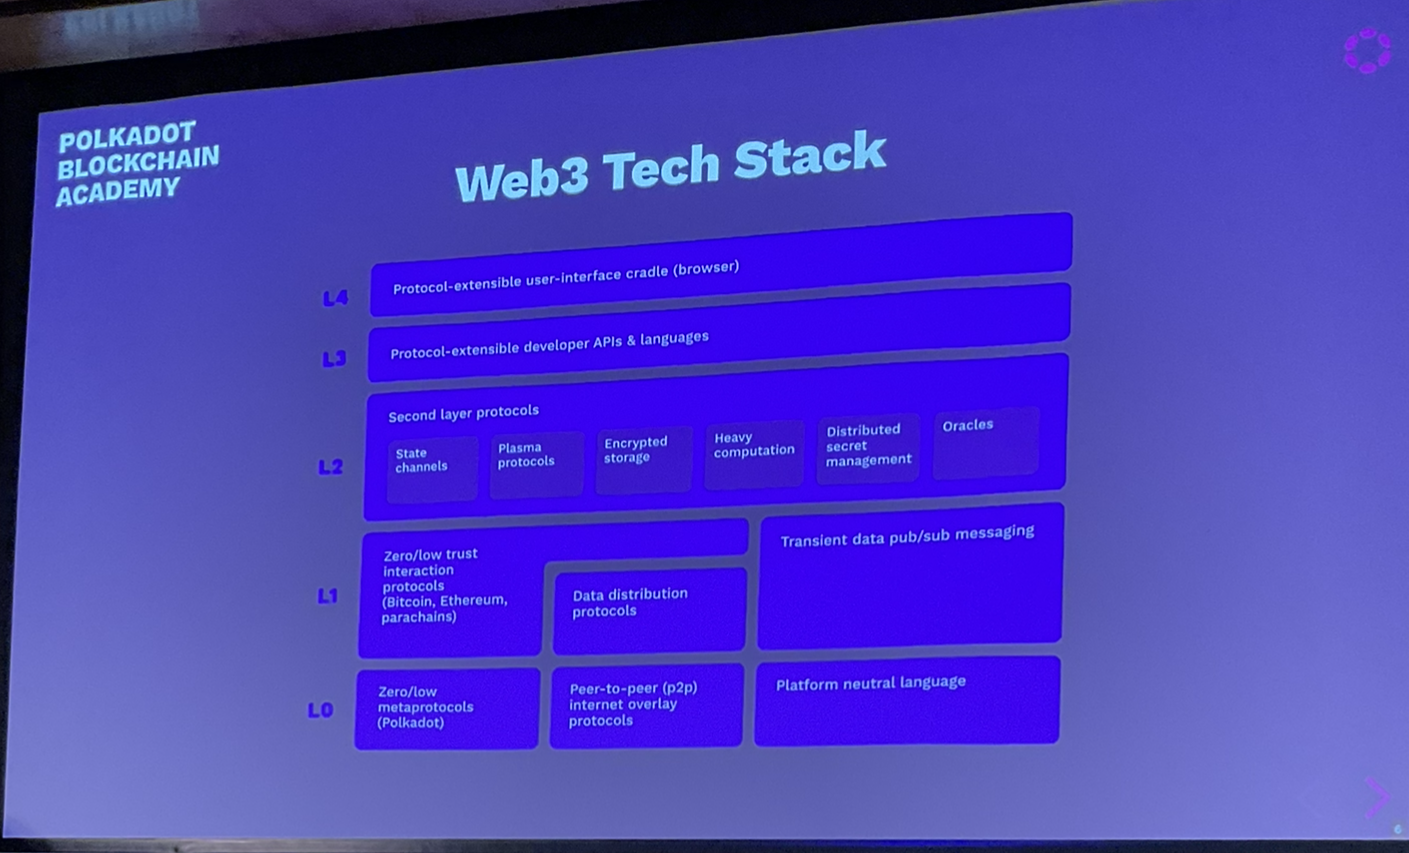 POLKADOT
BLOCKCHAIN
ACADEMY
Web3 Tech Stack
L4
Protocol-extensible user-interface cradle (browser)
L3
Protocol-extensible developer APIs & languages
L2
Second layer protocols
State
channels
Plasma
protocols
Encrypted
storage
Heavy
computation
Distributed
secret
management
Oracles
L1
Zero/low trust
interaction
protocols
(Bitcoin, Ethereum,
parachains)
Data distribution
protocols
Transient data pub/sub messaging
L0
Zero/low
metaprotocols
(Polkadot)
Peer-to-peer (p2p)
internet overlay
protocols
Platform neutral language